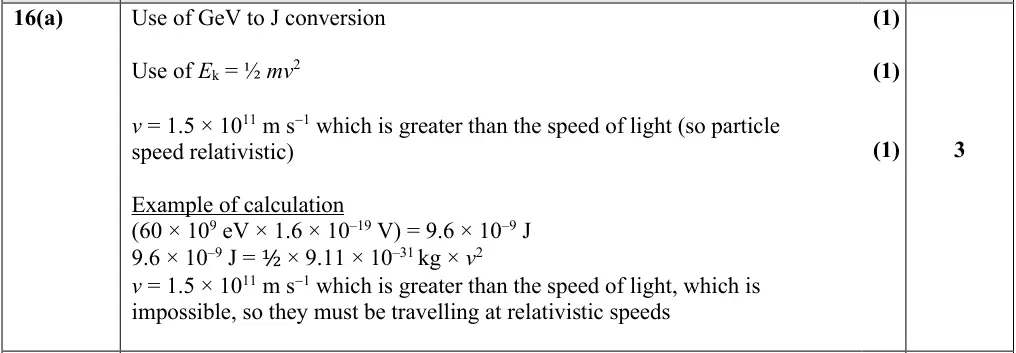 16(a) Use of GeV to J conversion (1)
Use of Eₖ = ½ mv² (1)
v = 1.5 × 10¹¹ m s⁻¹ which is greater than the speed of light (so particle
speed relativistic) (1) 3
Example of calculation
(60 × 10⁹ eV × 1.6 × 10⁻¹⁹ V) = 9.6 × 10⁻⁹ J
9.6 × 10⁻⁹ J = ½ × 9.11 × 10⁻³¹ kg × v²
v = 1.5 × 10¹¹ m s⁻¹ which is greater than the speed of light, which is
impossible, so they must be travelling at relativistic speeds